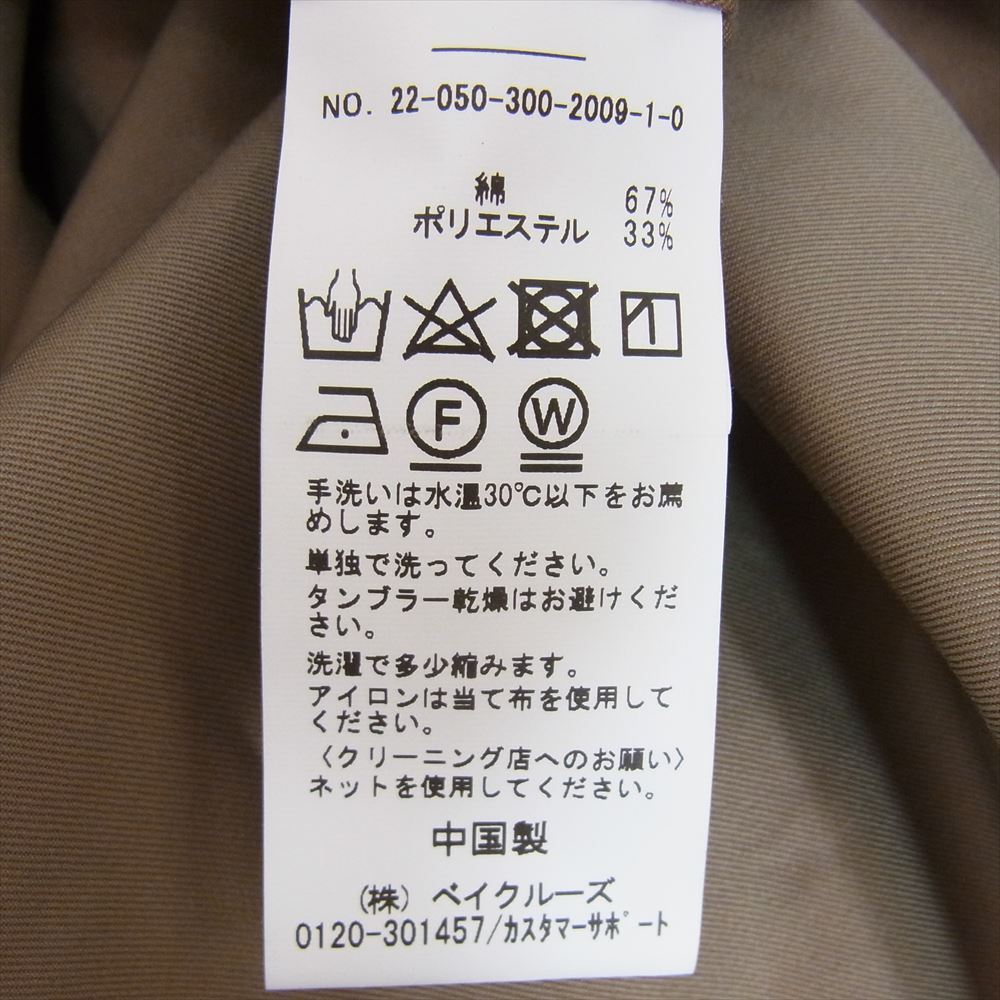 NO. 22-050-300-2009-1-0
綿 67%
ポリエステル 33%
F W
手洗いは水温30℃以下をお薦
めします。
単独で洗ってください。
タンブラー乾燥はお避けくだ
さい。
洗濯で多少縮みます。
アイロンは当て布を使用して
ください。
〈クリーニング店へのお願い〉
ネットを使用してください。
中国製
(株) ベイクルーズ
0120-301457/カスタマーサポート